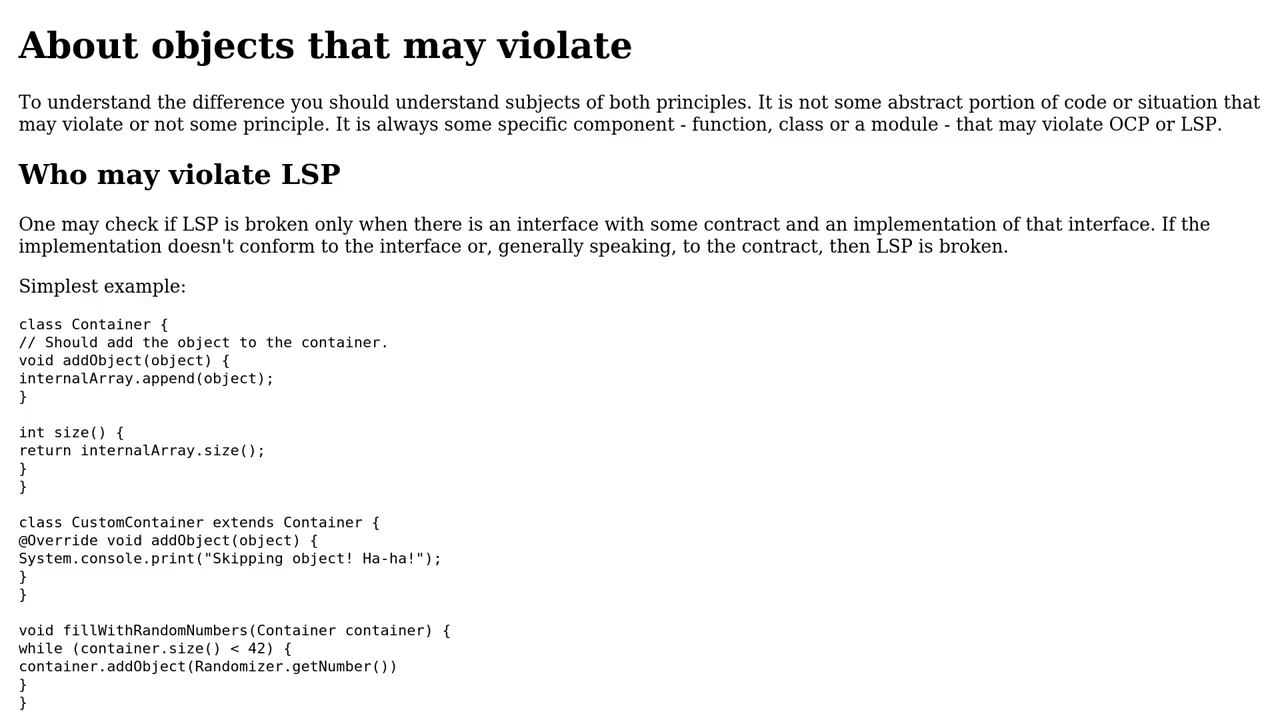 About objects that may violate
To understand the difference you should understand subjects of both principles. It is not some abstract portion of code or situation that
may violate or not some principle. It is always some specific component - function, class or a module - that may violate OCP or LSP.
Who may violate LSP
One may check if LSP is broken only when there is an interface with some contract and an implementation of that interface. If the
implementation doesn't conform to the interface or, generally speaking, to the contract, then LSP is broken.
Simplest example:
class Container {
// Should add the object to the container.
void addObject(object) {
internalArray.append(object);
}
int size() {
return internalArray.size();
}
}
class CustomContainer extends Container {
@Override void addObject(object) {
System.console.print("Skipping object! Ha-ha!");
}
}
void fillWithRandomNumbers(Container container) {
while (container.size() < 42) {
container.addObject(Randomizer.getNumber())
}
}